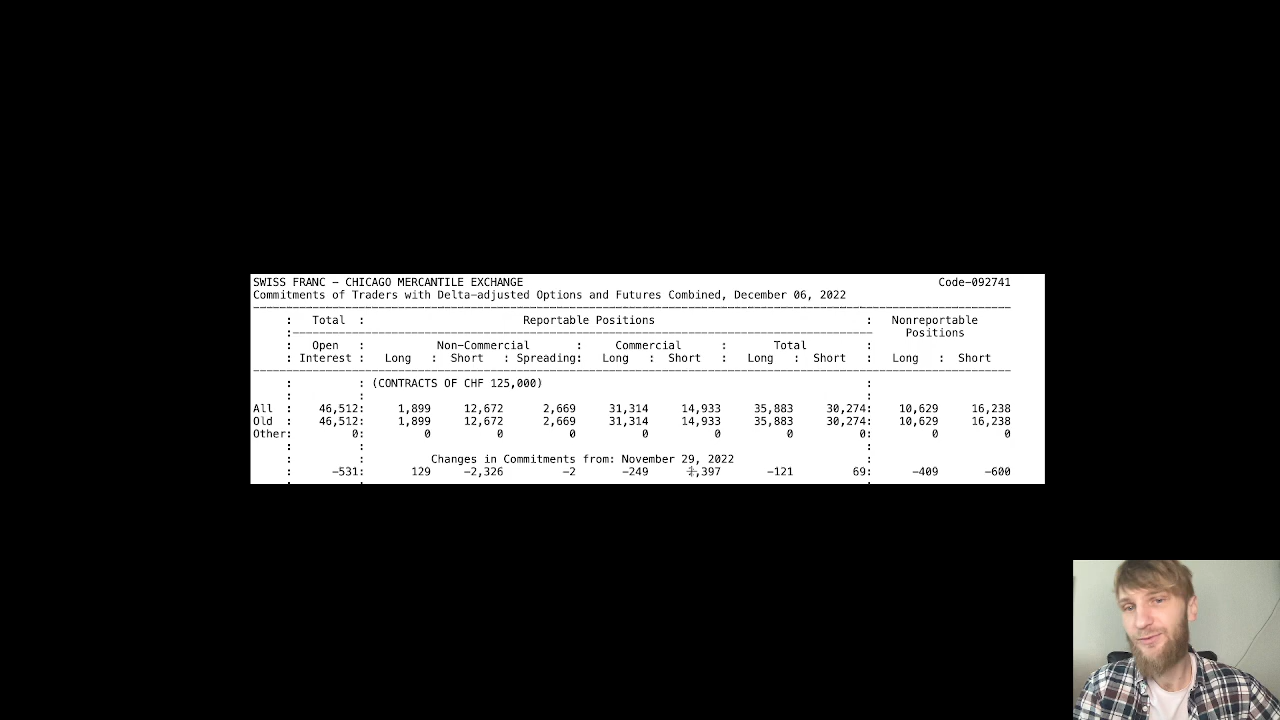 SWISS FRANC – CHICAGO MERCANTILE EXCHANGE Code-092741
Commitments of Traders with Delta-adjusted Options and Futures Combined, December 06, 2022
: Total : Reportable Positions : Nonreportable
: Positions
: Open : Non-Commercial : Commercial : Total :
: Interest : Long : Short : Spreading: Long : Short : Long : Short : Long : Short
: : (CONTRACTS OF CHF 125,000) :
: : :
All : 46,512: 1,899 12,672 2,669 31,314 14,933 35,883 30,274: 10,629 16,238
Old : 46,512: 1,899 12,672 2,669 31,314 14,933 35,883 30,274: 10,629 16,238
Other: 0: 0 0 0 0 0 0 0: 0 0
: : :
: : Changes in Commitments from: November 29, 2022 :
: -531: 129 -2,326 -2 -249 2,397 -121 69: -409 -600